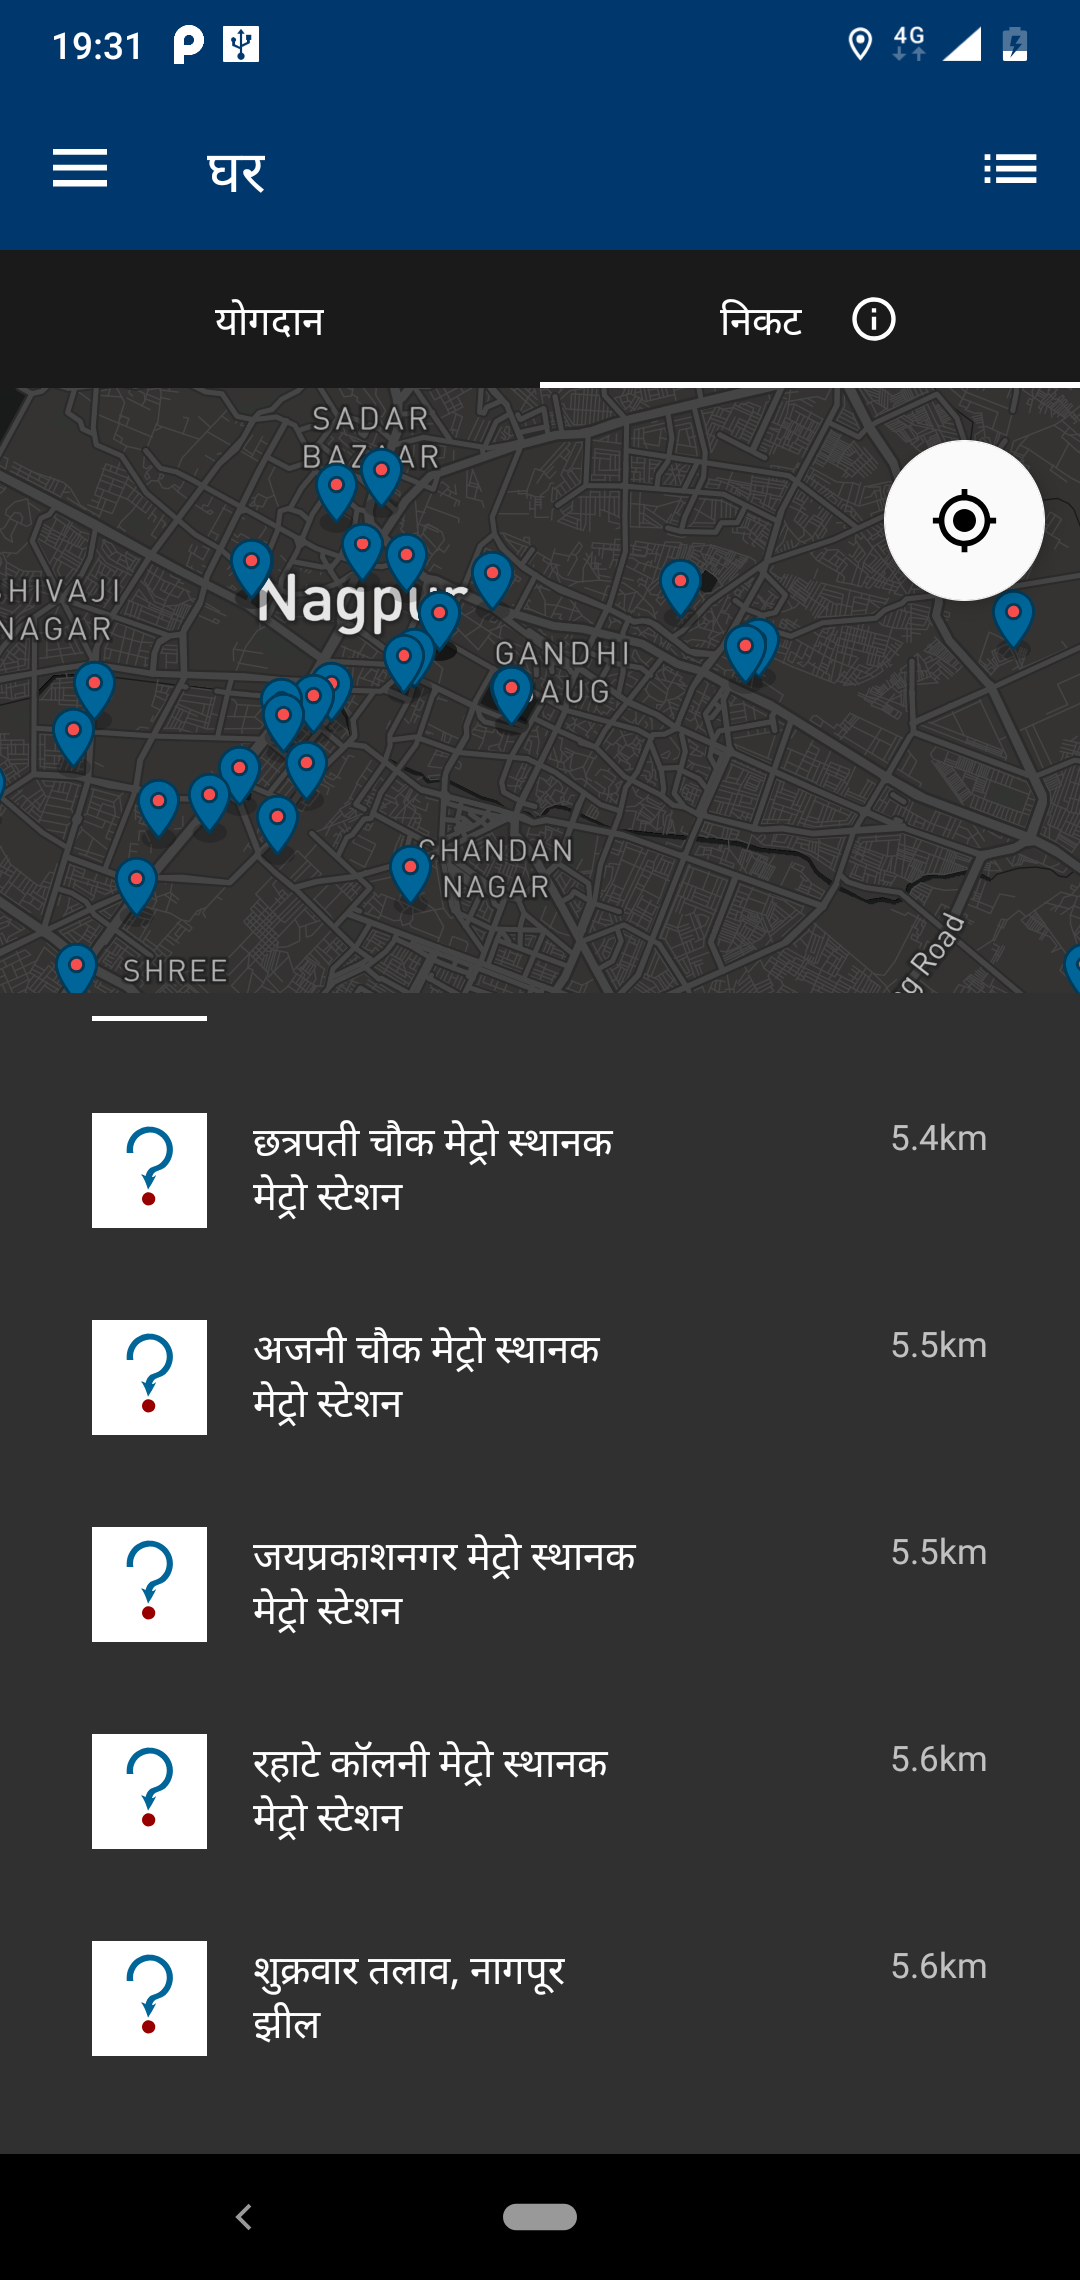 19:31
4G
घर
योगदान
निकट
SADAR
BAZAAR
Nagpur
HIVAJI
NAGAR
GANDHI
BAUG
CHANDAN
NAGAR
SHREE
g Road
छत्रपती चौक मेट्रो स्थानक
5.4km
मेट्रो स्टेशन
अजनी चौक मेट्रो स्थानक
5.5km
मेट्रो स्टेशन
जयप्रकाशनगर मेट्रो स्थानक
5.5km
मेट्रो स्टेशन
रहाटे कॉलनी मेट्रो स्थानक
5.6km
मेट्रो स्टेशन
शुक्रवार तलाव, नागपूर
5.6km
झील